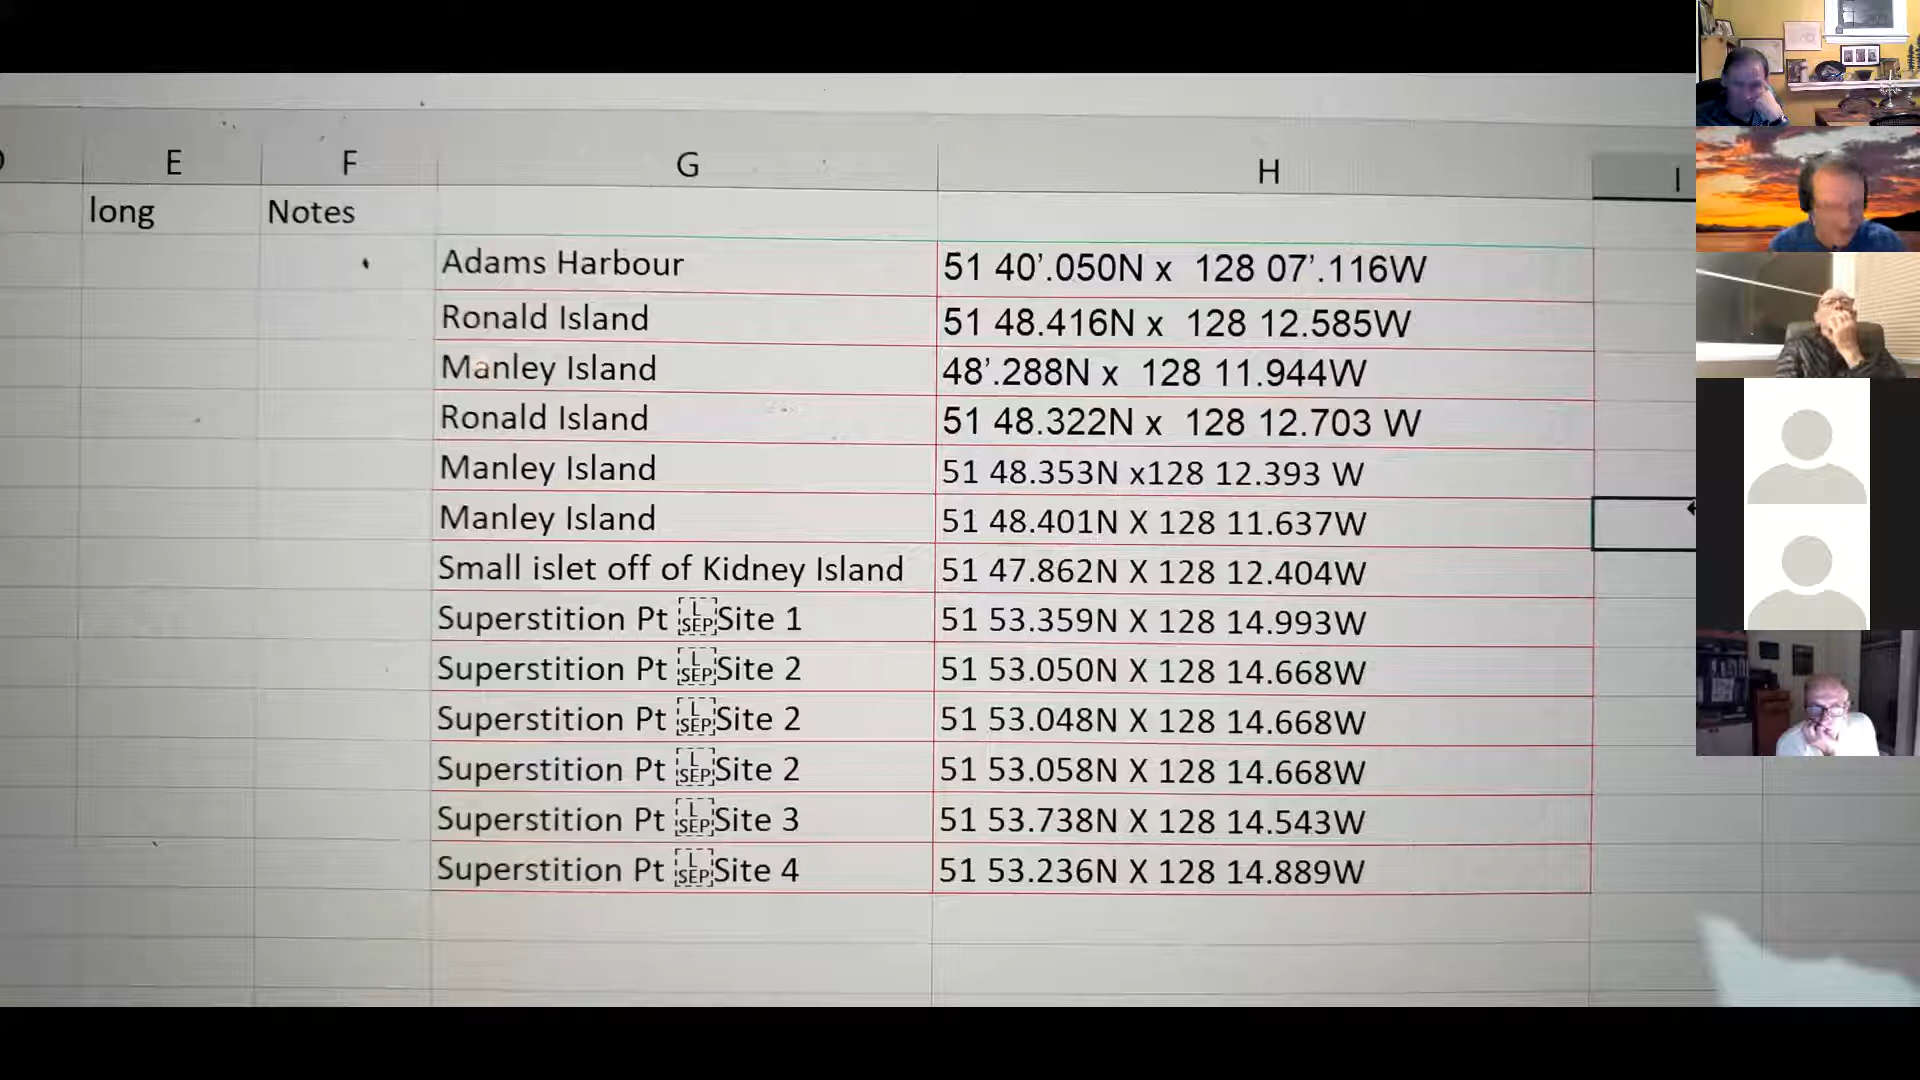 E F G H I
long Notes
Adams Harbour 51 40’.050N x 128 07’.116W
Ronald Island 51 48.416N x 128 12.585W
Manley Island 48’.288N x 128 11.944W
Ronald Island 51 48.322N x 128 12.703 W
Manley Island 51 48.353N x128 12.393 W
Manley Island 51 48.401N X 128 11.637W
Small islet off of Kidney Island 51 47.862N X 128 12.404W
Superstition Pt L SEP Site 1 51 53.359N X 128 14.993W
Superstition Pt L SEP Site 2 51 53.050N X 128 14.668W
Superstition Pt L SEP Site 2 51 53.048N X 128 14.668W
Superstition Pt L SEP Site 2 51 53.058N X 128 14.668W
Superstition Pt L SEP Site 3 51 53.738N X 128 14.543W
Superstition Pt L SEP Site 4 51 53.236N X 128 14.889W